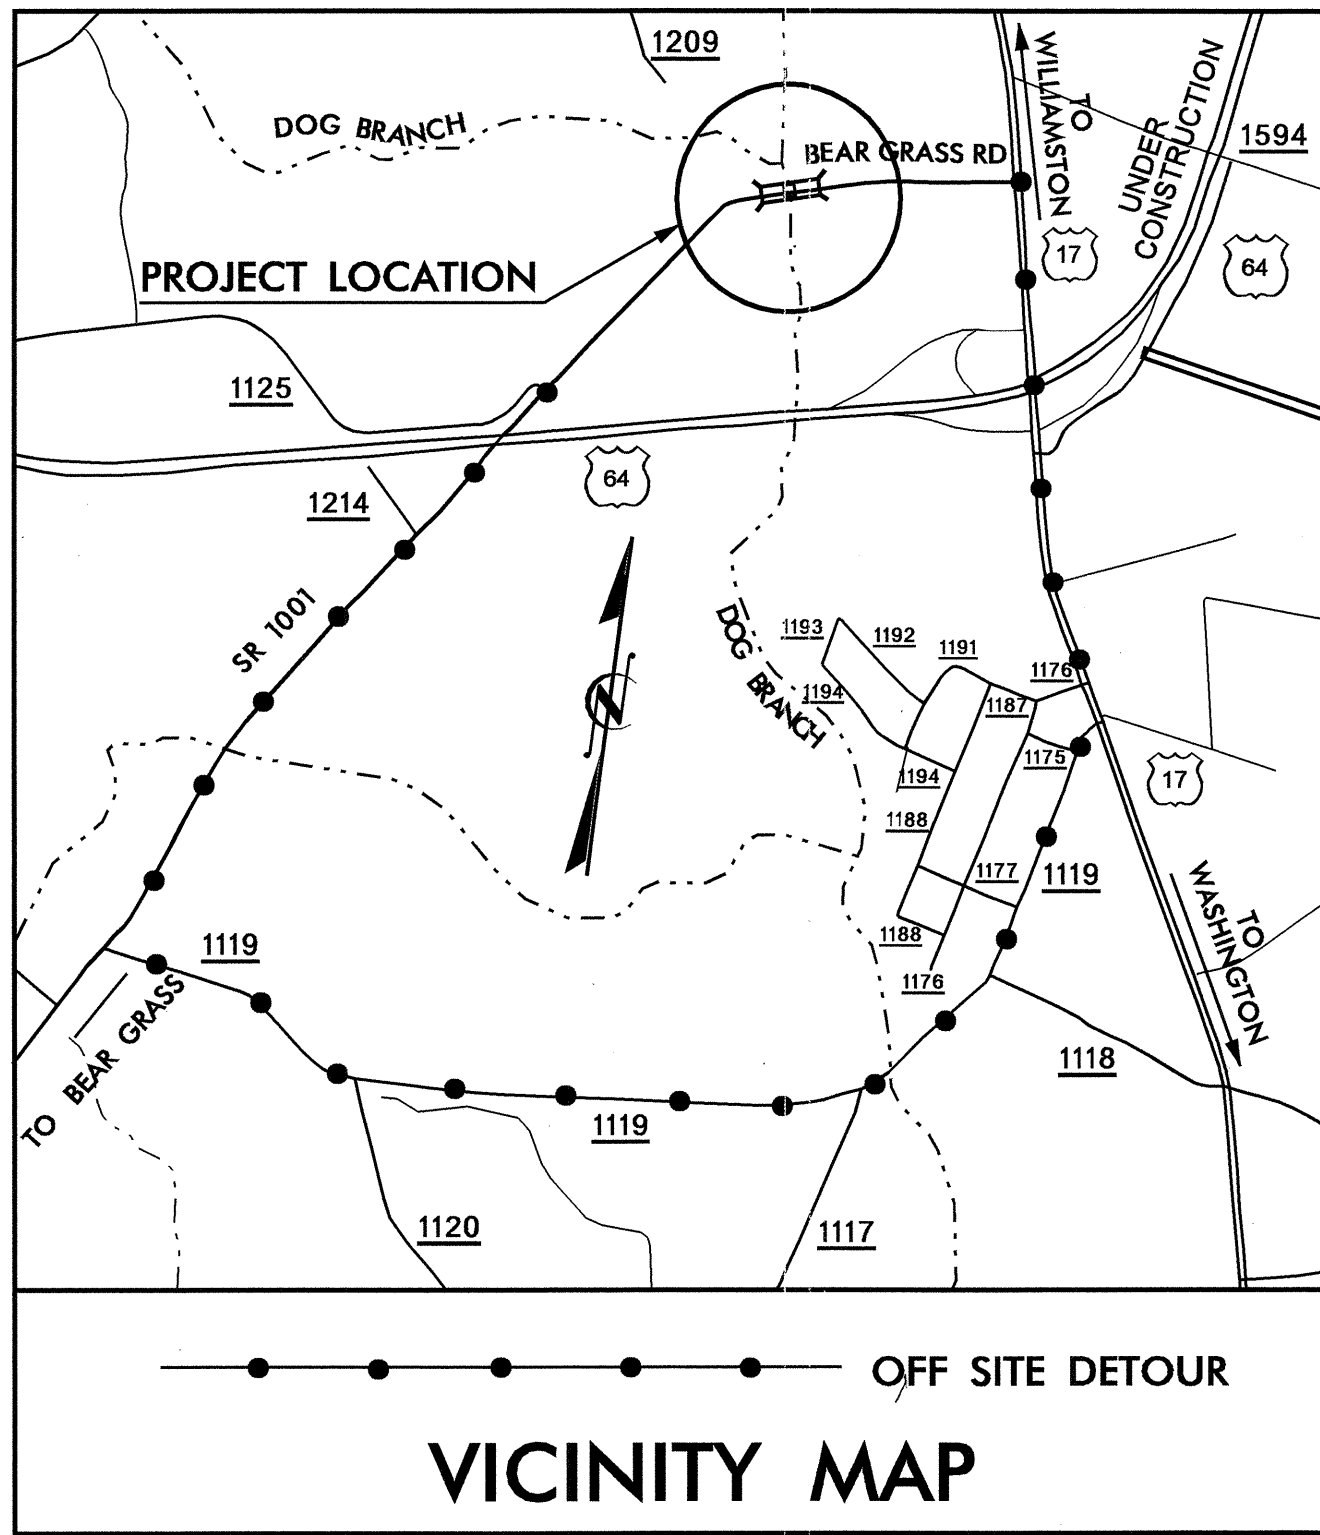 1209
DOG BRANCH
BEAR GRASS RD
TO
WILLIAMSTON
UNDER
CONSTRUCTION
1594
17
64
PROJECT LOCATION
1125
64
1214
SR 1001
N
DOG BRANCH
1193
1192
1191
1176
1194
1187
1175
1194
17
1188
1177
1119
TO
WASHINGTON
1188
1176
1119
TO BEAR GRASS
1118
1119
1120
1117
OFF SITE DETOUR
VICINITY MAP